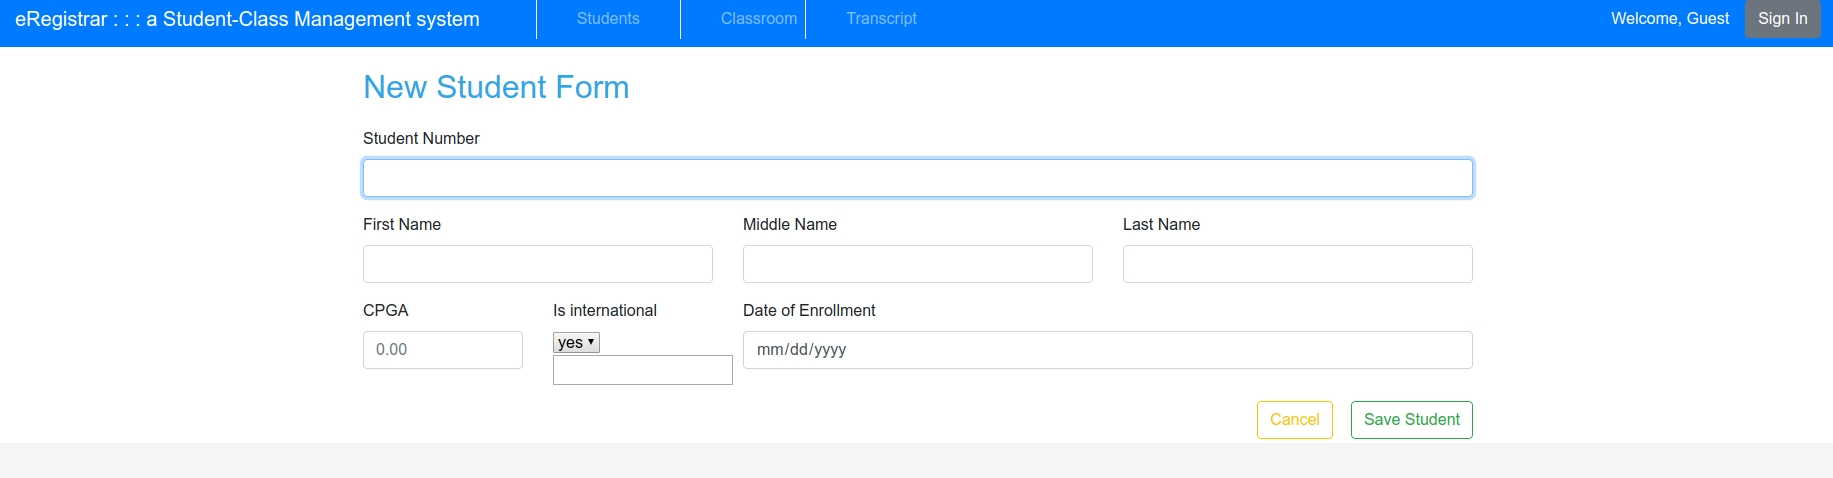 eRegistrar : : : a Student-Class Management system Students Classroom Transcript Welcome, Guest Sign In
New Student Form
Student Number
First Name Middle Name Last Name
CPGA Is international Date of Enrollment
0.00 yes mm/dd/yyyy
Cancel Save Student